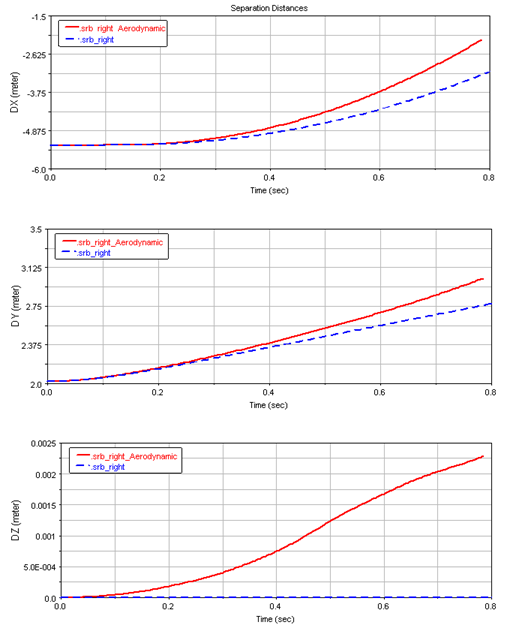 Separation Distances
-1.5
.srb_right_Aerodynamic
.srb_right
-2.625
-3.75
-4.875
-6.0
DX (meter)
0.0 0.2 0.4 0.6 0.8
Time (sec)
3.5
.srb_right_Aerodynamic
.srb_right
3.125
2.75
2.375
2.0
DY (meter)
0.0 0.2 0.4 0.6 0.8
Time (sec)
0.0025
.srb_right_Aerodynamic
.srb_right
0.002
0.0015
0.001
5.0E-004
0.0
DZ (meter)
0.0 0.2 0.4 0.6 0.8
Time (sec)